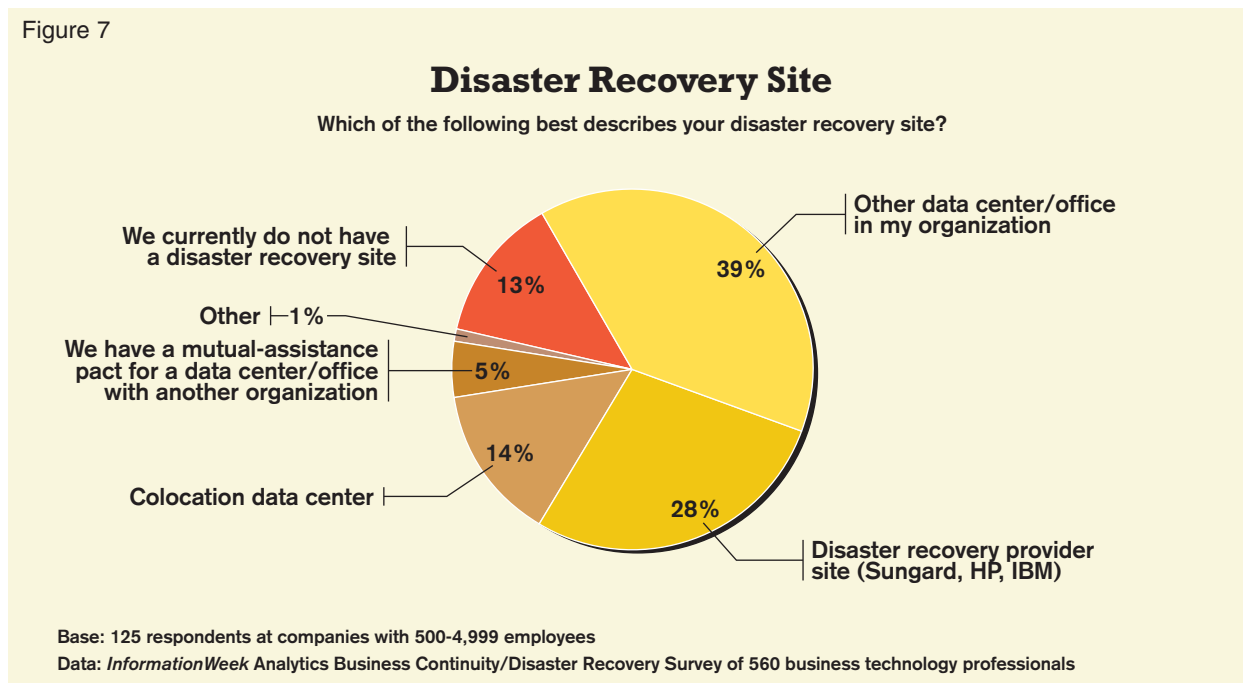 Figure 7
Disaster Recovery Site
Which of the following best describes your disaster recovery site?
Other data center/office
in my organization
39%
We currently do not have
a disaster recovery site
13%
Other
1%
We have a mutual-assistance
pact for a data center/office
with another organization
5%
14%
Colocation data center
28%
Disaster recovery provider
site (Sungard, HP, IBM)
Base: 125 respondents at companies with 500-4,999 employees
Data: InformationWeek Analytics Business Continuity/Disaster Recovery Survey of 560 business technology professionals